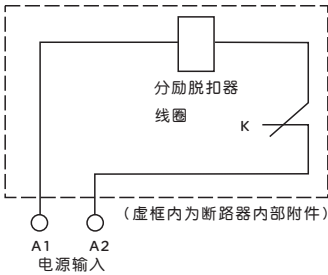 分励脱扣器
线圈
K
(虚框内为断路器内部附件)
A1 A2
电源输入